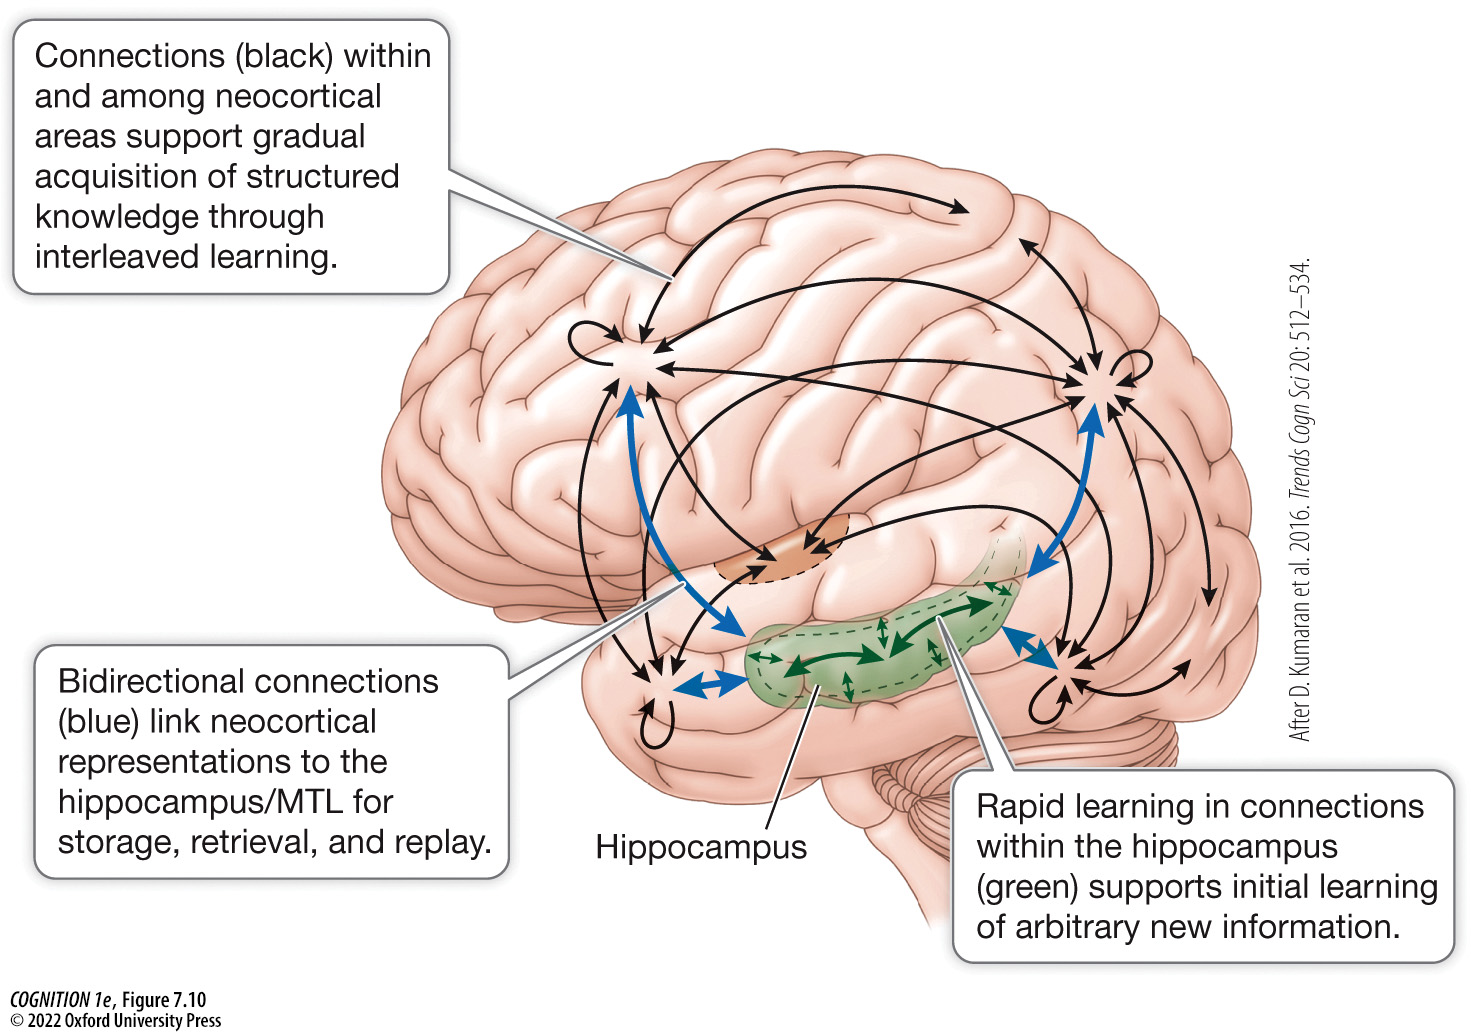 Connections (black) within
and among neocortical
areas support gradual
acquisition of structured
knowledge through
interleaved learning.
Bidirectional connections
(blue) link neocortical
representations to the
hippocampus/MTL for
storage, retrieval, and replay.
Hippocampus
Rapid learning in connections
within the hippocampus
(green) supports initial learning
of arbitrary new information.
After D. Kumaran et al. 2016. Trends Cogn Sci 20: 512–534.
COGNITION 1e, Figure 7.10
© 2022 Oxford University Press